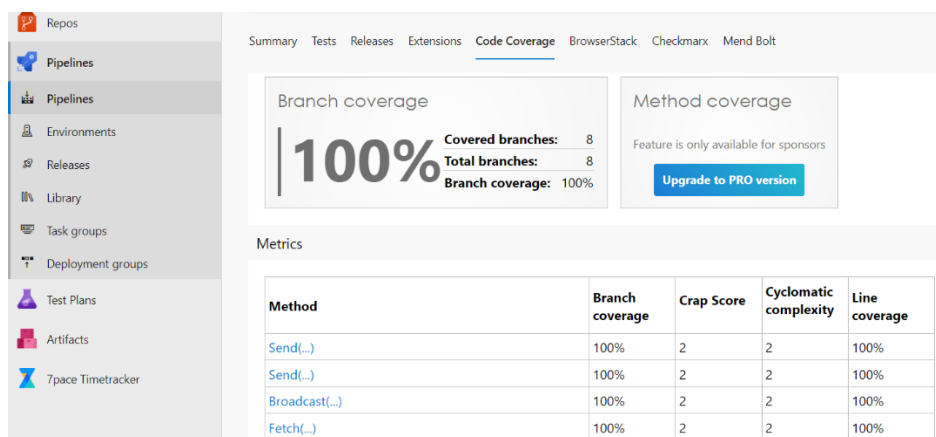 Repos
Pipelines
Pipelines
Environments
Releases
Library
Task groups
Deployment groups
Test Plans
Artifacts
7pace Timetracker
Summary Tests Releases Extensions Code Coverage BrowserStack Checkmarx Mend Bolt
Branch coverage
100%
Covered branches: 8
Total branches: 8
Branch coverage: 100%
Method coverage
Feature is only available for sponsors
Upgrade to PRO version
Metrics
Method Branch coverage Crap Score Cyclomatic complexity Line coverage
Send(...) 100% 2 2 100%
Send(...) 100% 2 2 100%
Broadcast(...) 100% 2 2 100%
Fetch(...) 100% 2 2 100%